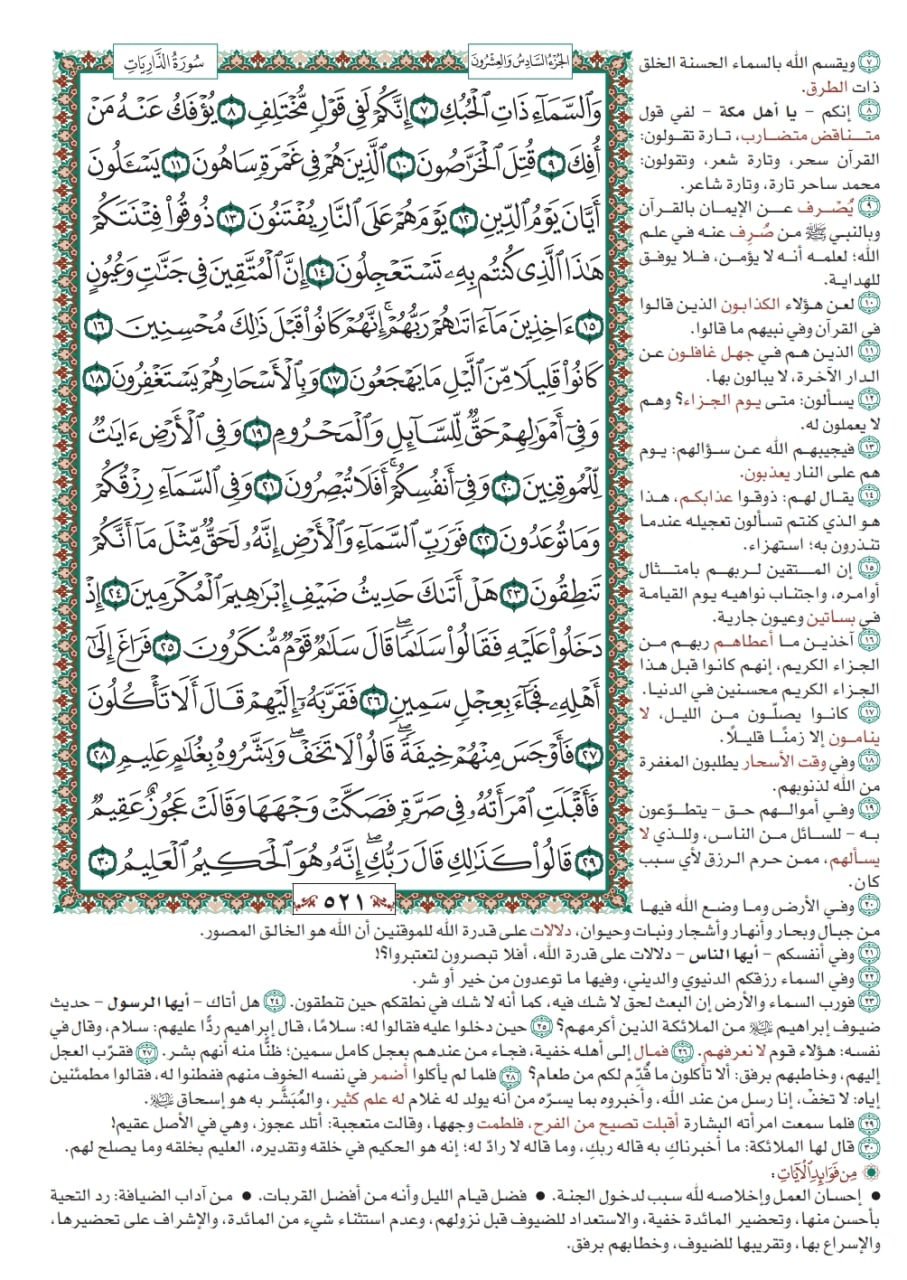 سُورَةُ الذَّارِيَاتِ
الجُزْءُ السَّادِسُ وَالعِشْرُونَ
وَٱلسَّمَآءِ ذَاتِ ٱلْحُبُكِ ٧ إِنَّكُمْ لَفِى قَوْلٍ مُّخْتَلِفٍ ٨ يُؤْفَكُ عَنْهُ مَنْ
أُفِكَ ٩ قُتِلَ ٱلْخَرَّٰصُونَ ١٠ ٱلَّذِينَ هُمْ فِى غَمْرَةٍ سَاهُونَ ١١ يَسْـَٔلُونَ
أَيَّانَ يَوْمُ ٱلدِّينِ ١٢ يَوْمَ هُمْ عَلَى ٱلنَّارِ يُفْتَنُونَ ١٣ ذُوقُوا۟ فِتْنَتَكُمْ
هَٰذَا ٱلَّذِى كُنتُم بِهِۦ تَسْتَعْجِلُونَ ١٤ إِنَّ ٱلْمُتَّقِينَ فِى جَنَّٰتٍ وَعُيُونٍ
١٥ ءَاخِذِينَ مَآ ءَاتَىٰهُمْ رَبُّهُمْ ۚ إِنَّهُمْ كَانُوا۟ قَبْلَ ذَٰلِكَ مُحْسِنِينَ ١٦
كَانُوا۟ قَلِيلًا مِّنَ ٱلَّيْلِ مَا يَهْجَعُونَ ١٧ وَبِٱلْأَسْحَارِ هُمْ يَسْتَغْفِرُونَ ١٨
وَفِىٓ أَمْوَٰلِهِمْ حَقٌّ لِّلسَّآئِلِ وَٱلْمَحْرُومِ ١٩ وَفِى ٱلْأَرْضِ ءَايَٰتٌ
لِّلْمُوقِنِينَ ٢٠ وَفِىٓ أَنفُسِكُمْ ۚ أَفَلَا تُبْصِرُونَ ٢١ وَفِى ٱلسَّمَآءِ رِزْقُكُمْ
وَمَا تُوعَدُونَ ٢٢ فَوَرَبِّ ٱلسَّمَآءِ وَٱلْأَرْضِ إِنَّهُۥ لَحَقٌّ مِّثْلَ مَآ أَنَّكُمْ
تَنطِقُونَ ٢٣ هَلْ أَتَىٰكَ حَدِيثُ ضَيْفِ إِبْرَٰهِيمَ ٱلْمُكْرَمِينَ ٢٤ إِذْ
دَخَلُوا۟ عَلَيْهِ فَقَالُوا۟ سَلَٰمًا ۖ قَالَ سَلَٰمٌ قَوْمٌ مُّنكَرُونَ ٢٥ فَرَاغَ إِلَىٰٓ
أَهْلِهِۦ فَجَآءَ بِعِجْلٍ سَمِينٍ ٢٦ فَقَرَّبَهُۥٓ إِلَيْهِمْ قَالَ أَلَا تَأْكُلُونَ
٢٧ فَأَوْجَسَ مِنْهُمْ خِيفَةً ۖ قَالُوا۟ لَا تَخَفْ ۖ وَبَشَّرُوهُ بِغُلَٰمٍ عَلِيمٍ ٢٨
فَأَقْبَلَتِ ٱمْرَأَتُهُۥ فِى صَرَّةٍ فَصَكَّتْ وَجْهَهَا وَقَالَتْ عَجُوزٌ عَقِيمٌ
٢٩ قَالُوا۟ كَذَٰلِكِ قَالَ رَبُّكِ ۖ إِنَّهُۥ هُوَ ٱلْحَكِيمُ ٱلْعَلِيمُ ٣٠
٥٢١
٧ ويقسم الله بالسماء الحسنة الخلق
ذات الطرق.
٨ إنكم – يا أهل مكة – لفي قول
متناقض متضارب، تارة تقولون:
القرآن سحر، وتارة شعر، وتقولون:
محمد ساحر تارة، وتارة شاعر.
٩ يُصْرف عن الإيمان بالقرآن
وبالنبي ﷺ من صُرِف عنه في علم
الله؛ لعلمه أنه لا يؤمن، فلا يوفق
للهداية.
١٠ لعن هؤلاء الكذابون الذين قالوا
في القرآن وفي نبيهم ما قالوا.
١١ الذين هم في جهل غافلون عن
الدار الآخرة، لا يبالون بها.
١٢ يسألون: متى يوم الجزاء؟ وهم
لا يعملون له.
١٣ فيجيبهم الله عن سؤالهم: يوم
هم على النار يعذبون.
١٤ يقال لهم: ذوقوا عذابكم، هذا
هو الذي كنتم تسألون تعجيله عندما
تنذرون به؛ استهزاء.
١٥ إن المتقين لربهم بامتثال
أوامره، واجتناب نواهيه يوم القيامة
في بساتين وعيون جارية.
١٦ آخذين ما أعطاهم ربهم من
الجزاء الكريم، إنهم كانوا قبل هذا
الجزاء الكريم محسنين في الدنيا.
١٧ كانوا يصلّون من الليل، لا
ينامون إلا زمنًا قليلًا.
١٨ وفي وقت الأسحار يطلبون المغفرة
من الله لذنوبهم.
١٩ وفي أموالهم حق – يتطوّعون
به – للسائل من الناس، وللذي لا
يسألهم، ممن حرم الرزق لأي سبب
كان.
٢٠ وفي الأرض وما وضع الله فيها
من جبال وبحار وأنهار وأشجار ونبات وحيوان، دلالات على قدرة الله للموقنين أن الله هو الخالق المصور.
٢١ وفي أنفسكم – أيها الناس – دلالات على قدرة الله، أفلا تبصرون لتعتبروا؟!
٢٢ وفي السماء رزقكم الدنيوي والديني، وفيها ما توعدون من خير أو شر.
٢٣ فورب السماء والأرض إن البعث لحق لا شك فيه، كما أنه لا شك في نطقكم حين تنطقون. ٢٤ هل أتاك – أيها الرسول – حديث
ضيوف إبراهيم ﷺ من الملائكة الذين أكرمهم؟ ٢٥ حين دخلوا عليه فقالوا له: سلامًا، قال إبراهيم ردًّا عليهم: سلام، وقال في
نفسه: هؤلاء قوم لا نعرفهم. ٢٦ فمال إلى أهله خفية، فجاء من عندهم بعجل كامل سمين؛ ظنًّا منه أنهم بشر. ٢٧ فقرّب العجل
إليهم، وخاطبهم برفق: ألا تأكلون ما قُدّم لكم من طعام؟ ٢٨ فلما لم يأكلوا أضمر في نفسه الخوف منهم ففطنوا له، فقالوا مطمئنين
إياه: لا تخفْ، إنا رسل من عند الله، وأخبروه بما يسرّه من أنه يولد له غلام له علم كثير، والمُبَشَّر به هو إسحاق عليه السلام.
٢٩ فلما سمعت امرأته البشارة أقبلت تصيح من الفرح، فلطمت وجهها، وقالت متعجبة: أتلد عجوز، وهي في الأصل عقيم!
٣٠ قال لها الملائكة: ما أخبرناكِ به قاله ربكِ، وما قاله لا رادّ له؛ إنه هو الحكيم في خلقه وتقديره، العليم بخلقه وما يصلح لهم.
مِن فَوَائِدِ الْآيَاتِ:
• إحسان العمل وإخلاصه لله سبب لدخول الجنة. • فضل قيام الليل وأنه من أفضل القربات. • من آداب الضيافة: رد التحية
بأحسن منها، وتحضير المائدة خفية، والاستعداد للضيوف قبل نزولهم، وعدم استثناء شيء من المائدة، والإشراف على تحضيرها،
والإسراع بها، وتقريبها للضيوف، وخطابهم برفق.